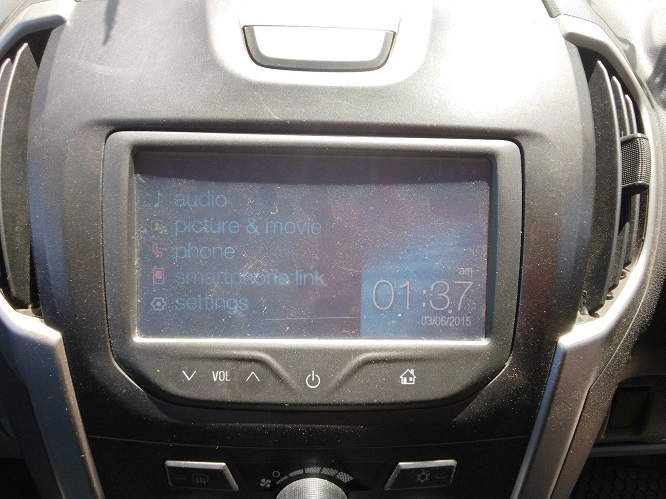 audio
picture & movie
phone
smartphone link
settings
am
01:37
03/06/2015
VOL